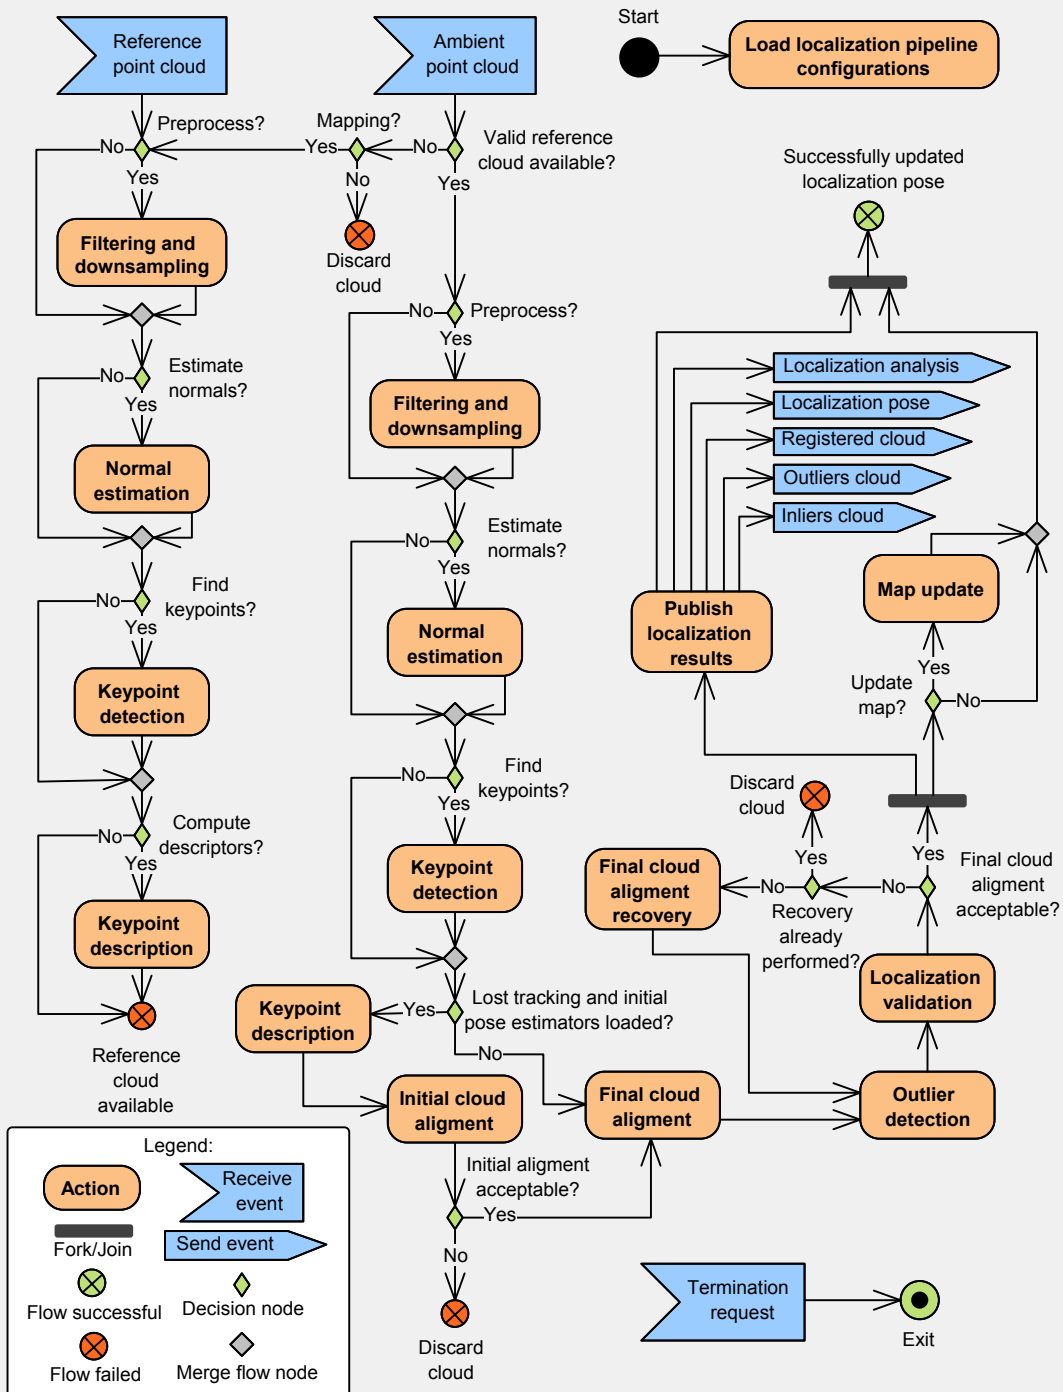 Start
Reference
point cloud
Ambient
point cloud
Load localization pipeline
configurations
Preprocess?
Mapping?
No
Yes
No
Valid reference
cloud available?
Yes
No
Yes
Successfully updated
localization pose
Filtering and
downsampling
Discard
cloud
No
Preprocess?
Yes
Estimate
normals?
No
Yes
Localization analysis
Localization pose
Registered cloud
Outliers cloud
Inliers cloud
Filtering and
downsampling
Normal
estimation
Estimate
normals?
No
Yes
Find
keypoints?
No
Yes
Map update
Publish
localization
results
Normal
estimation
Yes
Update
map?
No
Keypoint
detection
Find
keypoints?
No
Yes
Discard
cloud
Compute
descriptors?
No
Yes
Yes
Yes
Final cloud
aligment
acceptable?
Keypoint
detection
Final cloud
aligment
recovery
No
No
Recovery
already
performed?
Keypoint
description
Localization
validation
Lost tracking and initial
pose estimators loaded?
Yes
Keypoint
description
No
Reference
cloud
available
Initial cloud
aligment
Final cloud
aligment
Outlier
detection
Legend:
Action
Receive
event
Fork/Join
Send event
Flow successful
Decision node
Flow failed
Merge flow node
Initial aligment
acceptable?
Yes
No
Discard
cloud
Termination
request
Exit